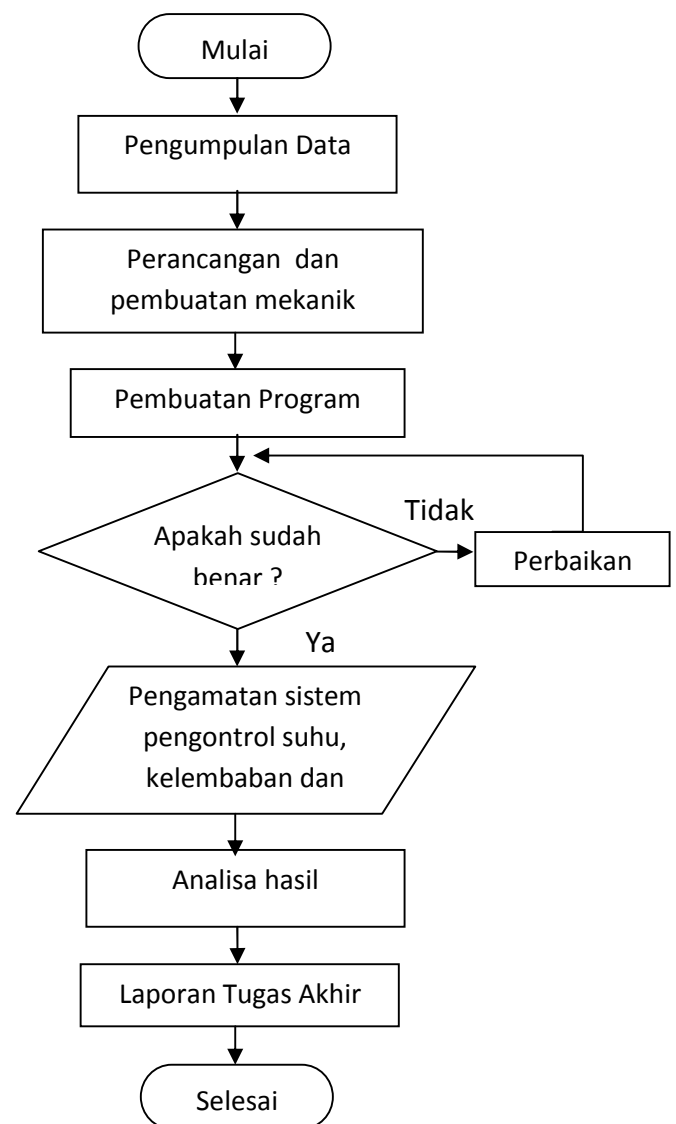 Mulai
Pengumpulan Data
Perancangan dan
pembuatan mekanik
Pembuatan Program
Tidak
Apakah sudah
benar ?
Perbaikan
Ya
Pengamatan sistem
pengontrol suhu,
kelembaban dan
Analisa hasil
Laporan Tugas Akhir
Selesai